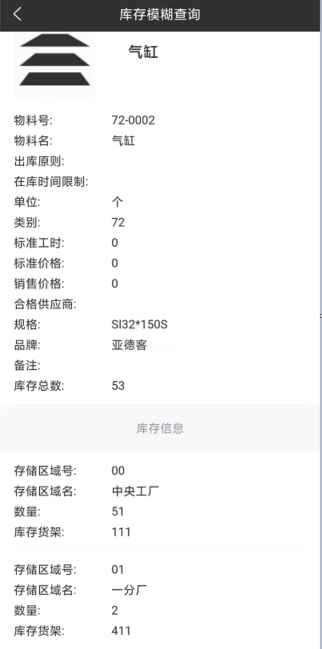 库存模糊查询
气缸
物料号: 72-0002
物料名: 气缸
出库原则:
在库时间限制:
单位: 个
类别: 72
标准工时: 0
标准价格: 0
销售价格: 0
合格供应商:
规格: SI32*150S
品牌: 亚德客
备注:
库存总数: 53
库存信息
存储区域号: 00
存储区域名: 中央工厂
数量: 51
库存货架: 111
存储区域号: 01
存储区域名: 一分厂
数量: 2
库存货架: 411